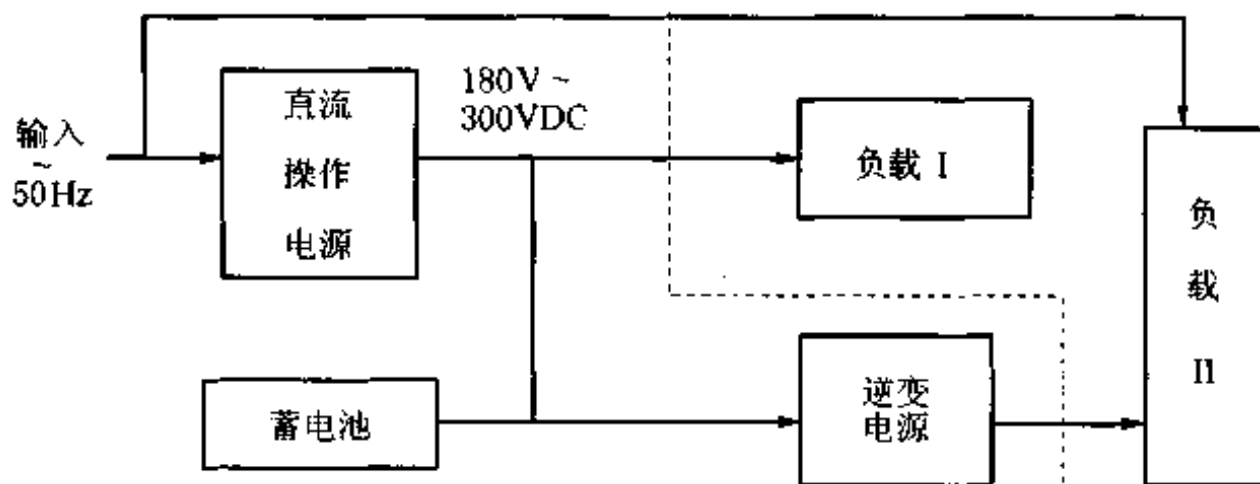 输入
~
50Hz
直流
操作
电源
180V ~
300VDC
负载 I
蓄电池
逆变
电源
负
载
II